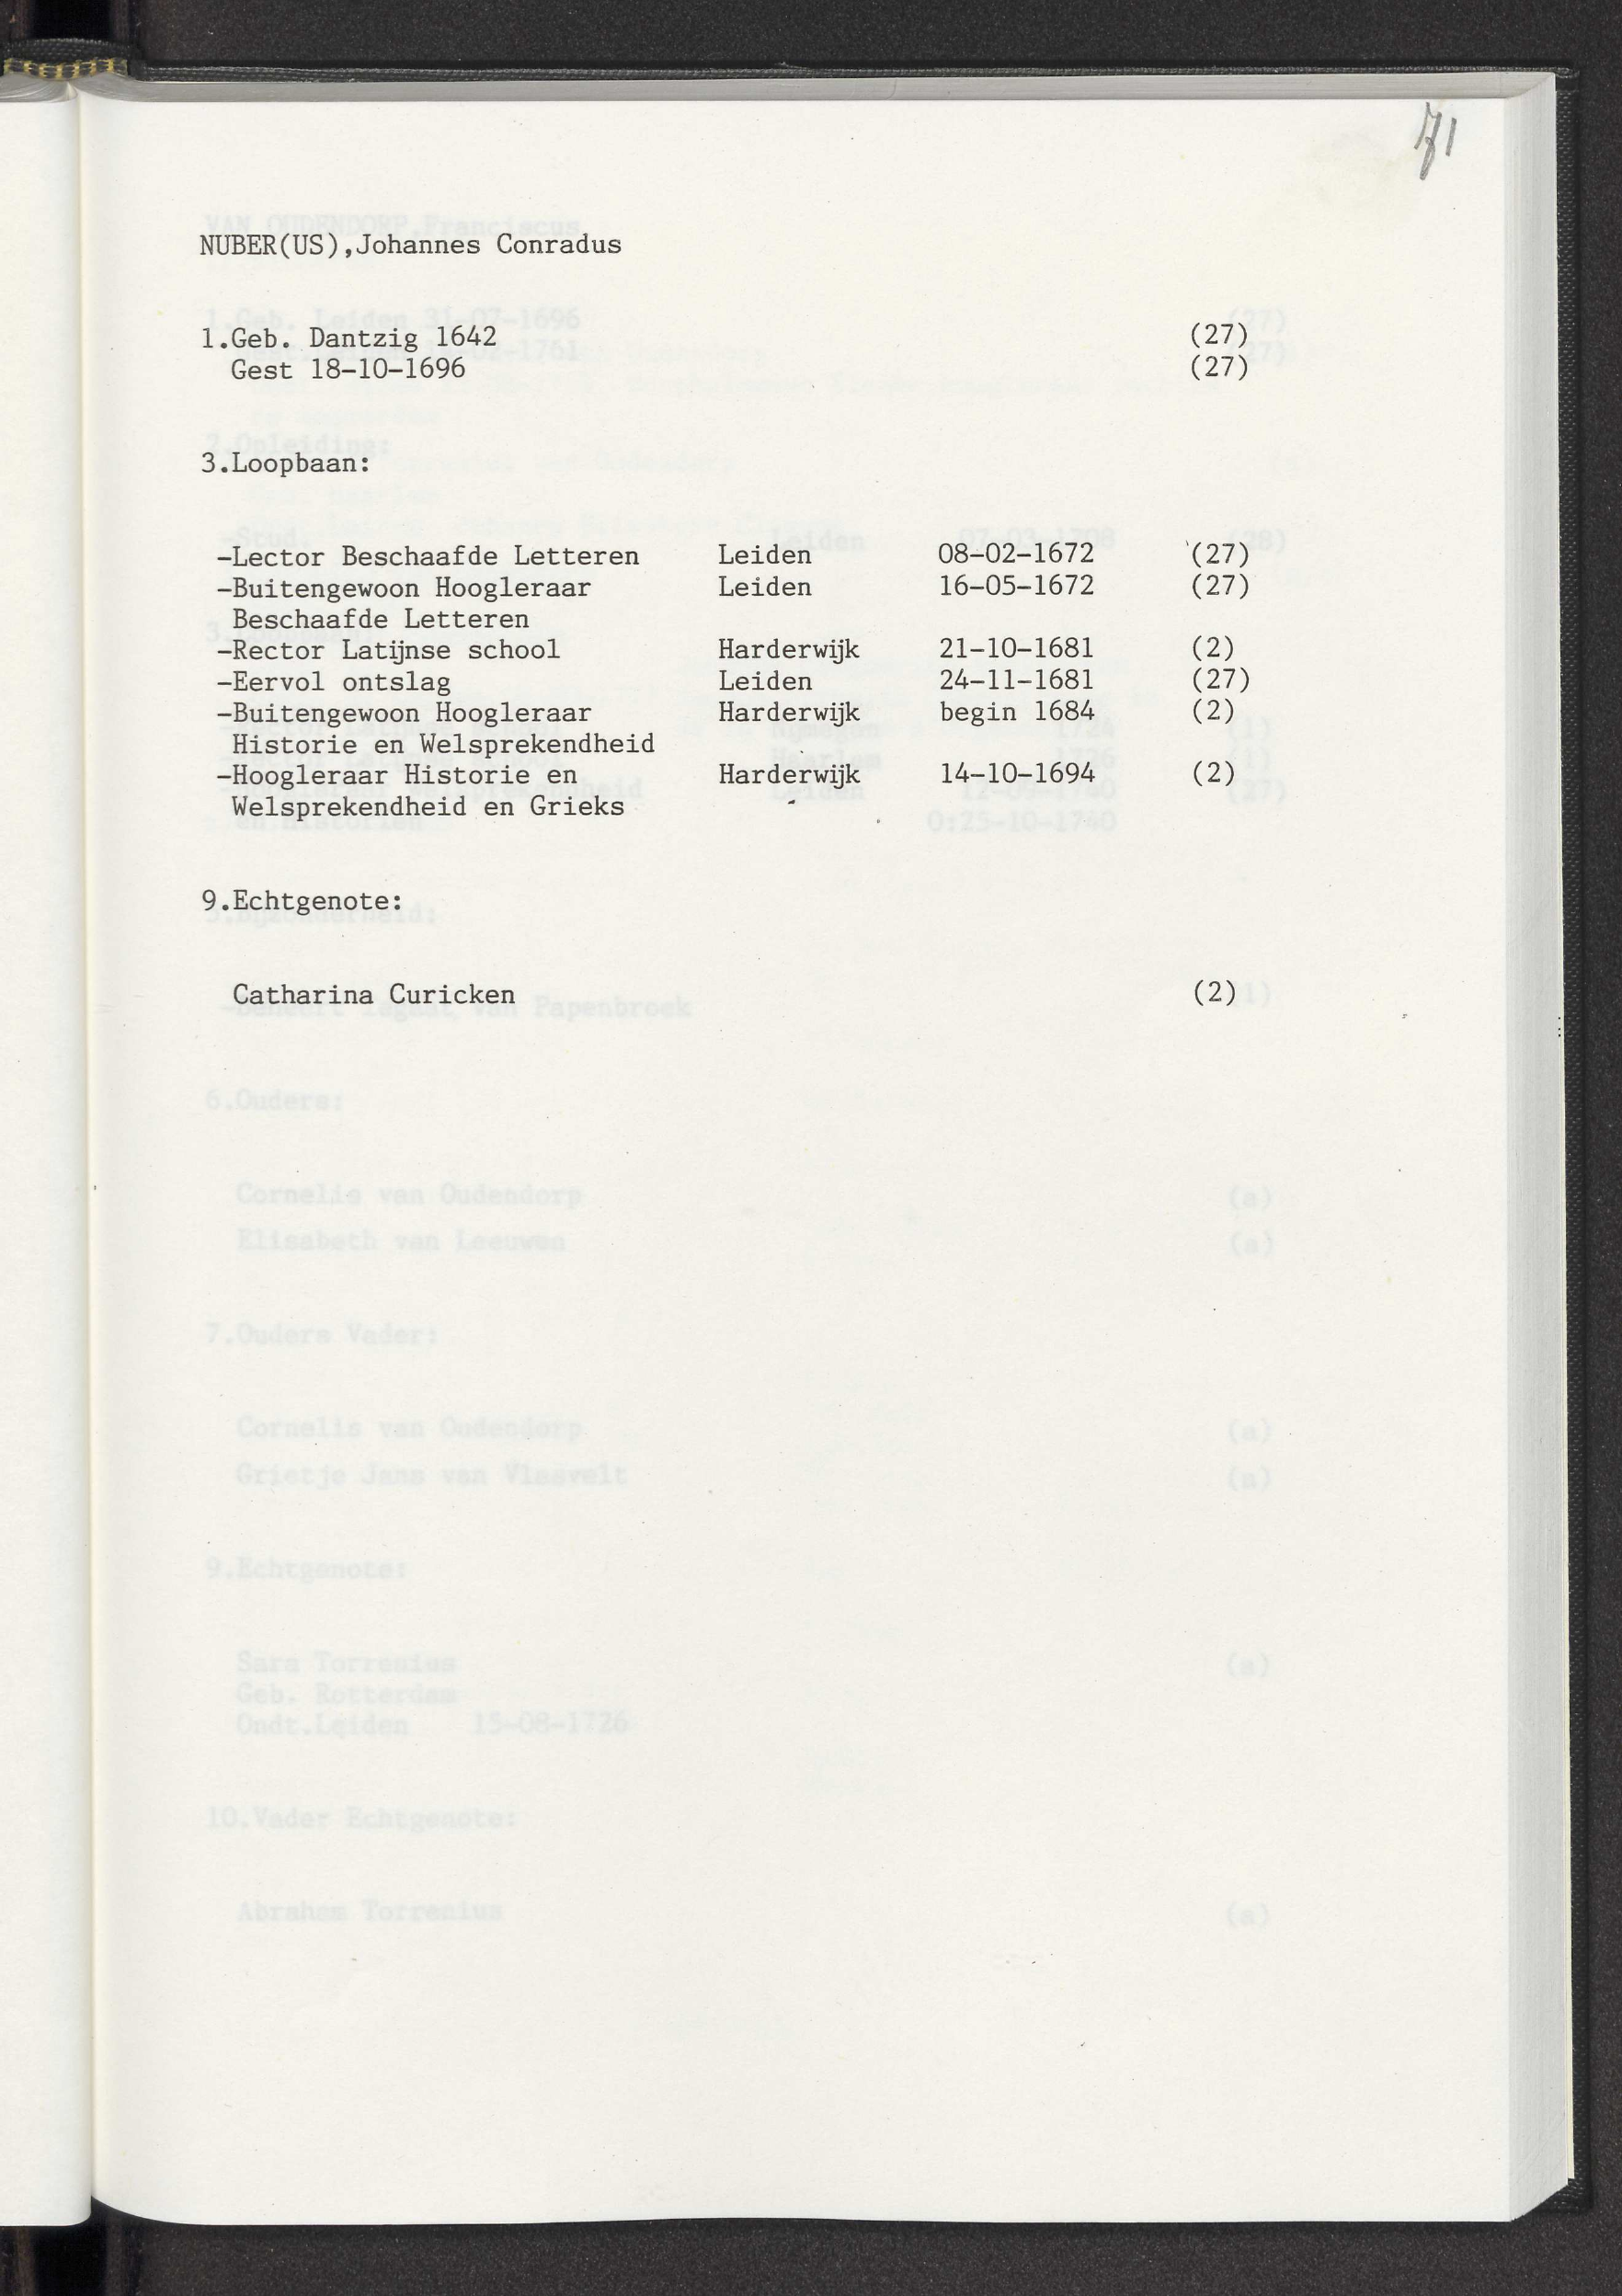 71
NUBER(US),Johannes Conradus
1.Geb. Dantzig 1642 (27)
Gest 18-10-1696 (27)
3.Loopbaan:
-Lector Beschaafde Letteren Leiden 08-02-1672 (27)
-Buitengewoon Hoogleraar Leiden 16-05-1672 (27)
Beschaafde Letteren
-Rector Latijnse school Harderwijk 21-10-1681 (2)
-Eervol ontslag Leiden 24-11-1681 (27)
-Buitengewoon Hoogleraar Harderwijk begin 1684 (2)
Historie en Welsprekendheid
-Hoogleraar Historie en Harderwijk 14-10-1694 (2)
Welsprekendheid en Grieks
9.Echtgenote:
Catharina Curicken (2)